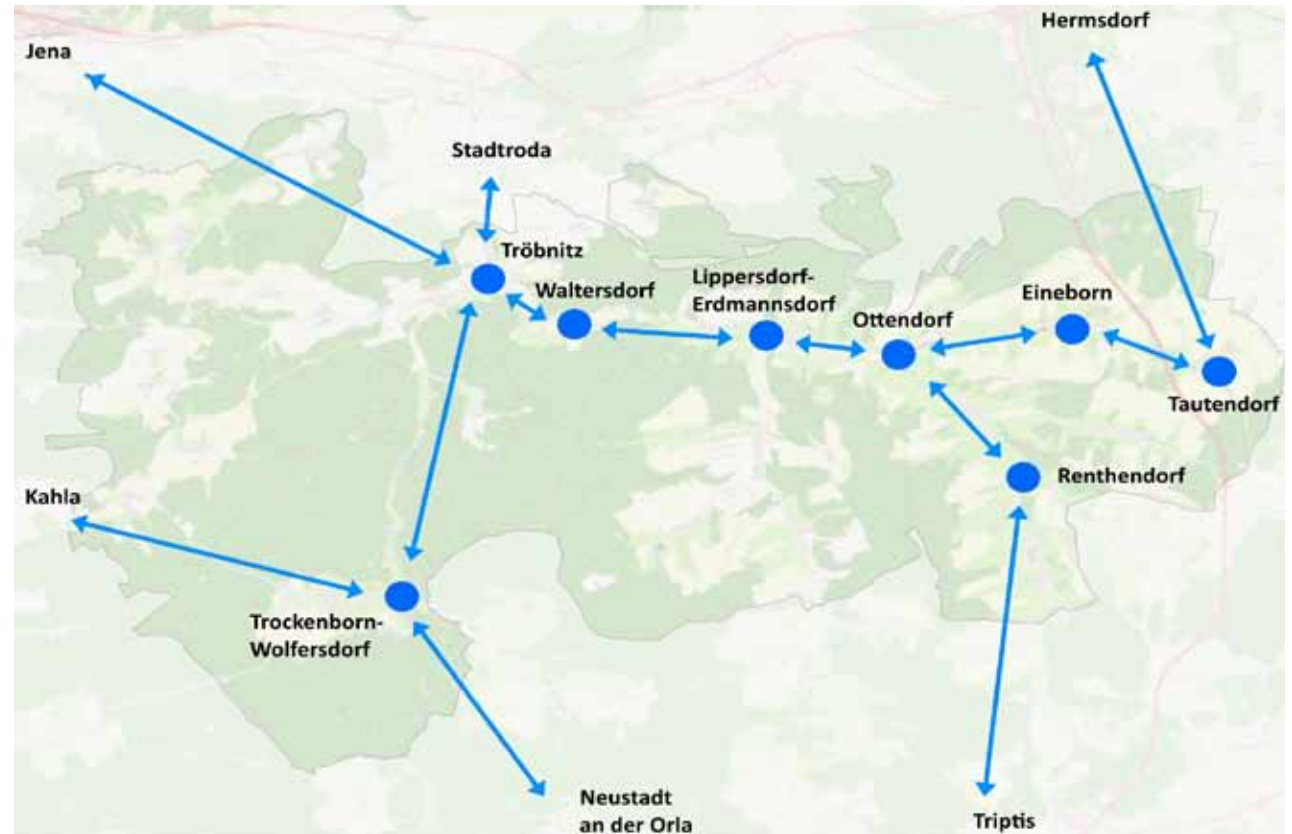 Hermsdorf
Jena
Stadtroda
Tröbnitz
Waltersdorf
Lippersdorf-
Erdmannsdorf
Ottendorf
Eineborn
Tautendorf
Renthendorf
Kahla
Trockenborn-
Wolfersdorf
Neustadt
an der Orla
Triptis